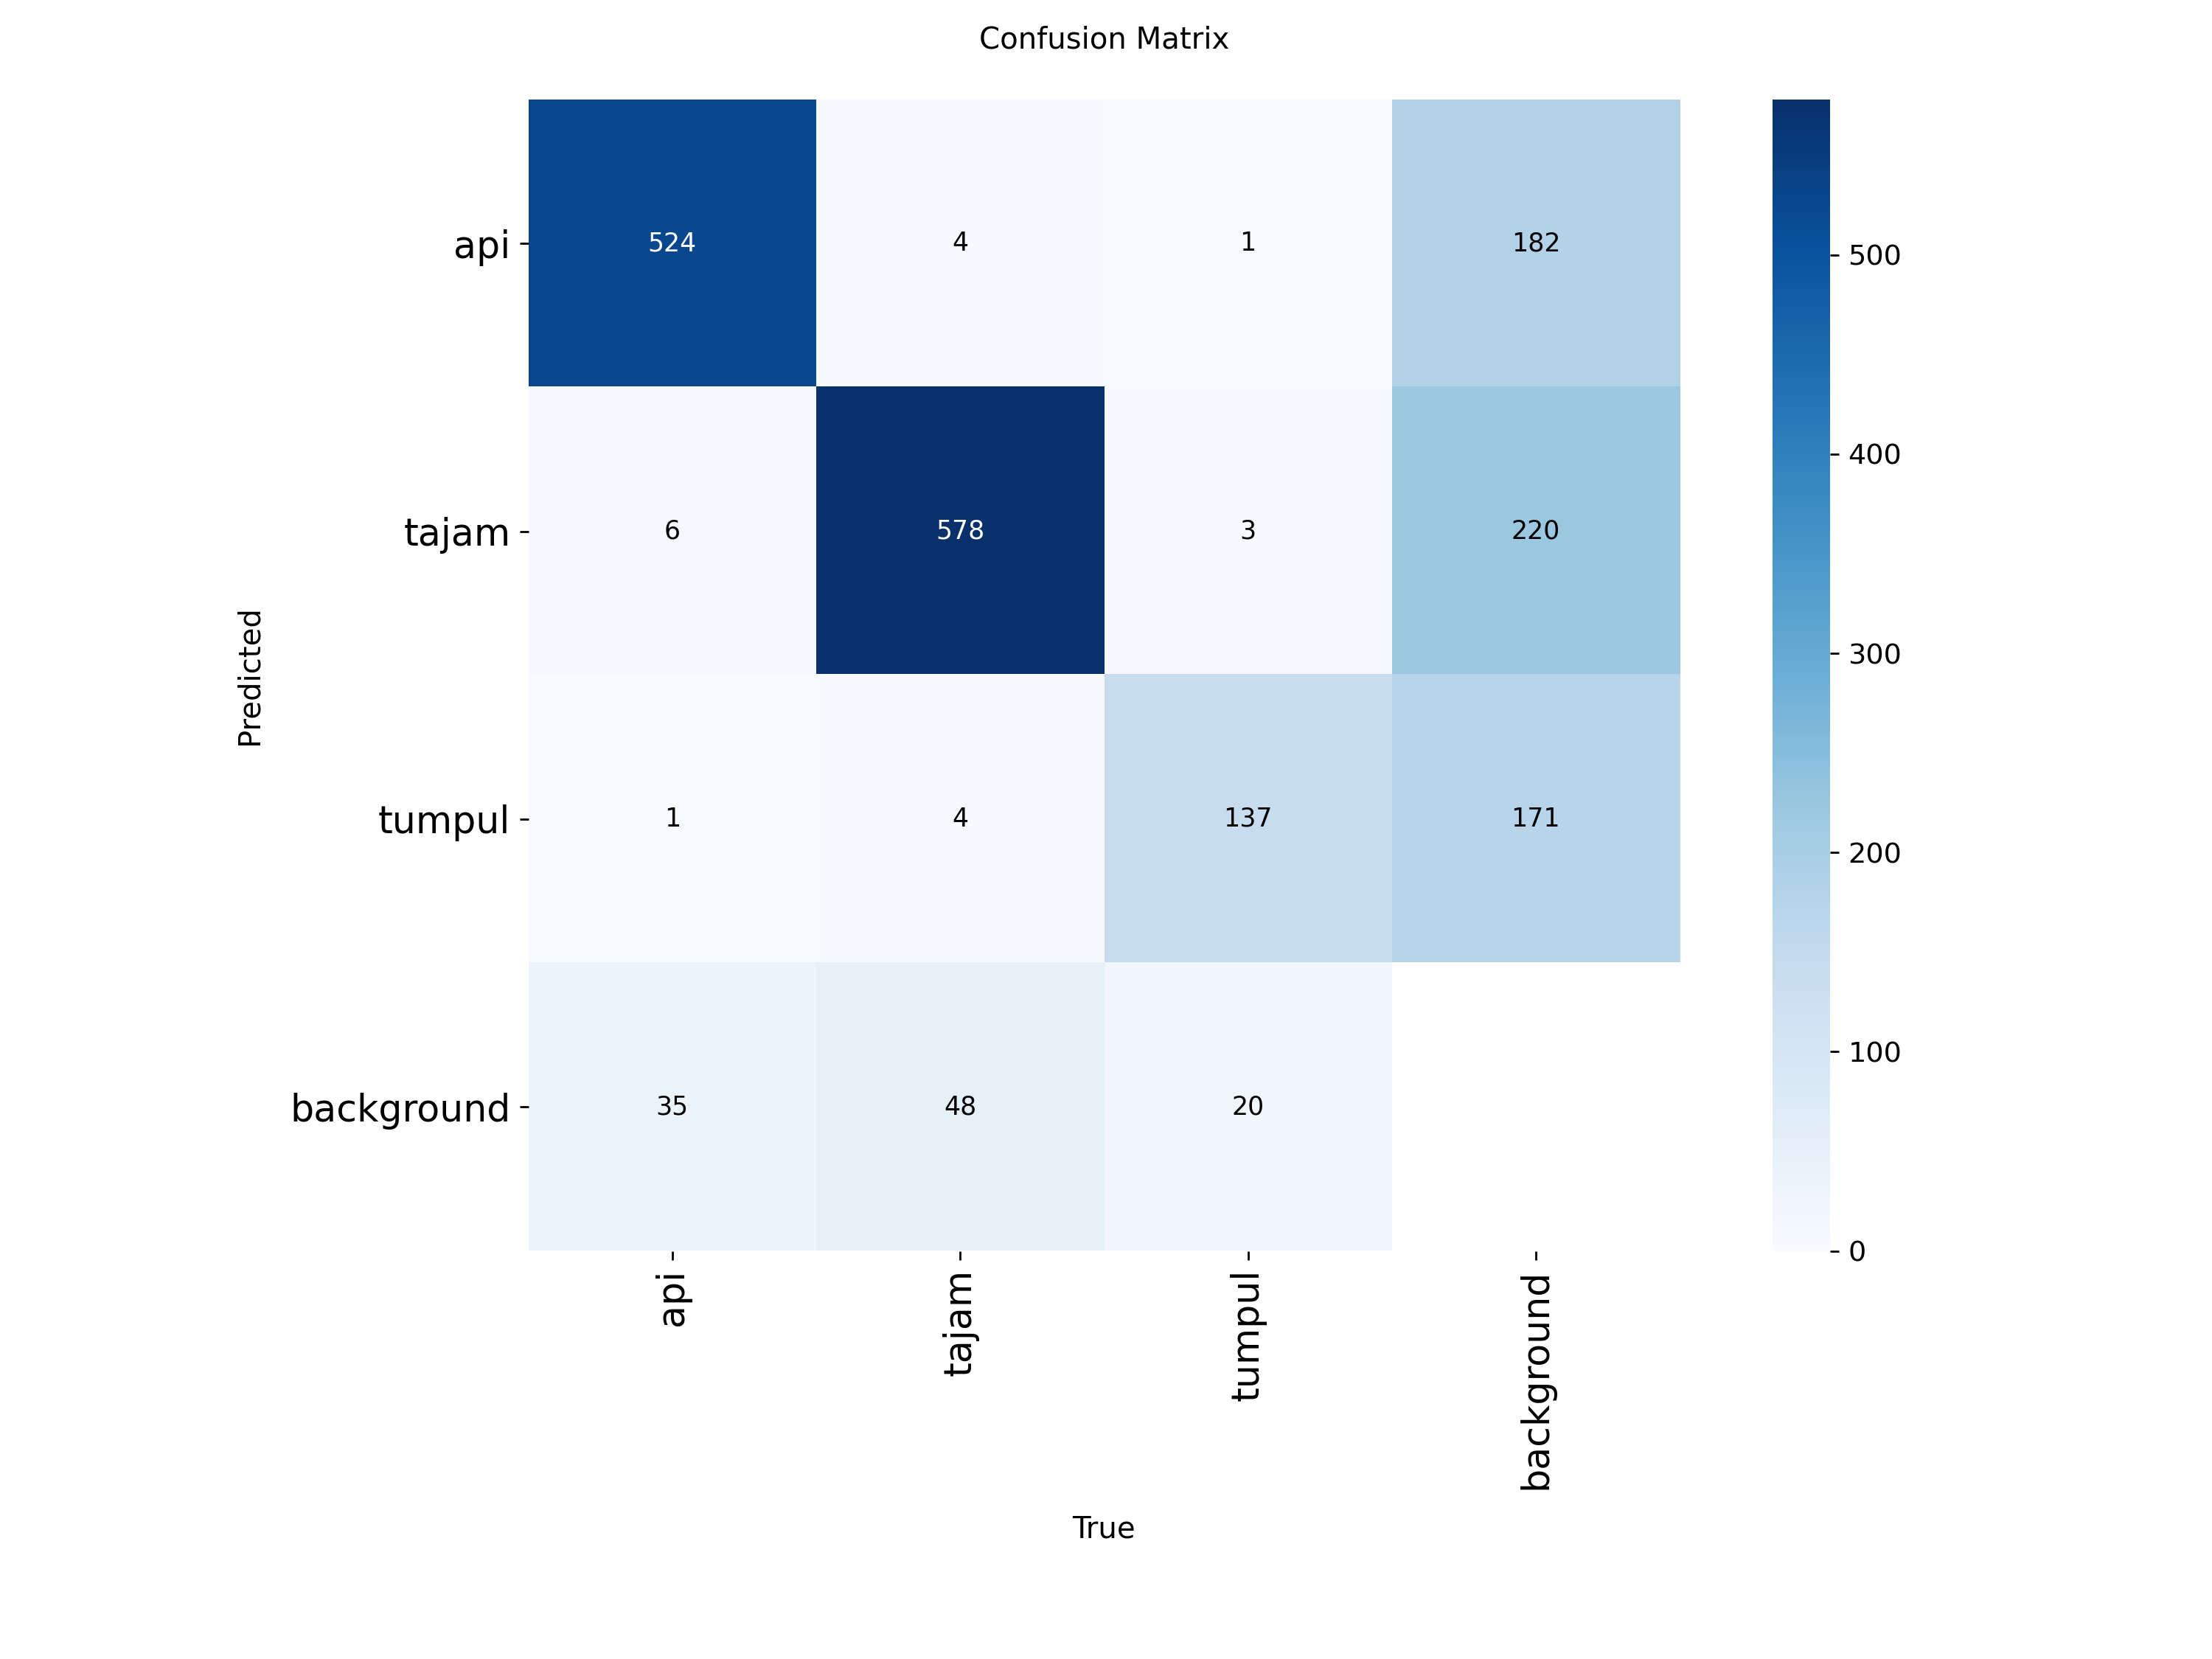 Confusion Matrix
api 524 4 1 182
tajam 6 578 3 220
tumpul 1 4 137 171
background 35 48 20
api tajam tumpul background
Predicted
True
500
400
300
200
100
0